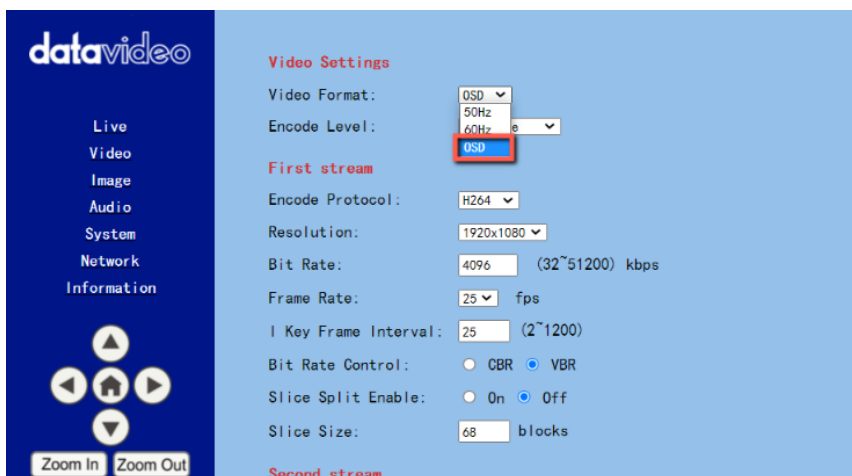 datavideo
Live
Video
Image
Audio
System
Network
Information
Zoom In Zoom Out
Video Settings
Video Format: OSD
50Hz
60Hz
OSD
Encode Level:
First stream
Encode Protocol: H264
Resolution: 1920x1080
Bit Rate: 4096 (32~51200) kbps
Frame Rate: 25 fps
I Key Frame Interval: 25 (2~1200)
Bit Rate Control: CBR VBR
Slice Split Enable: On Off
Slice Size: 68 blocks
Second stream